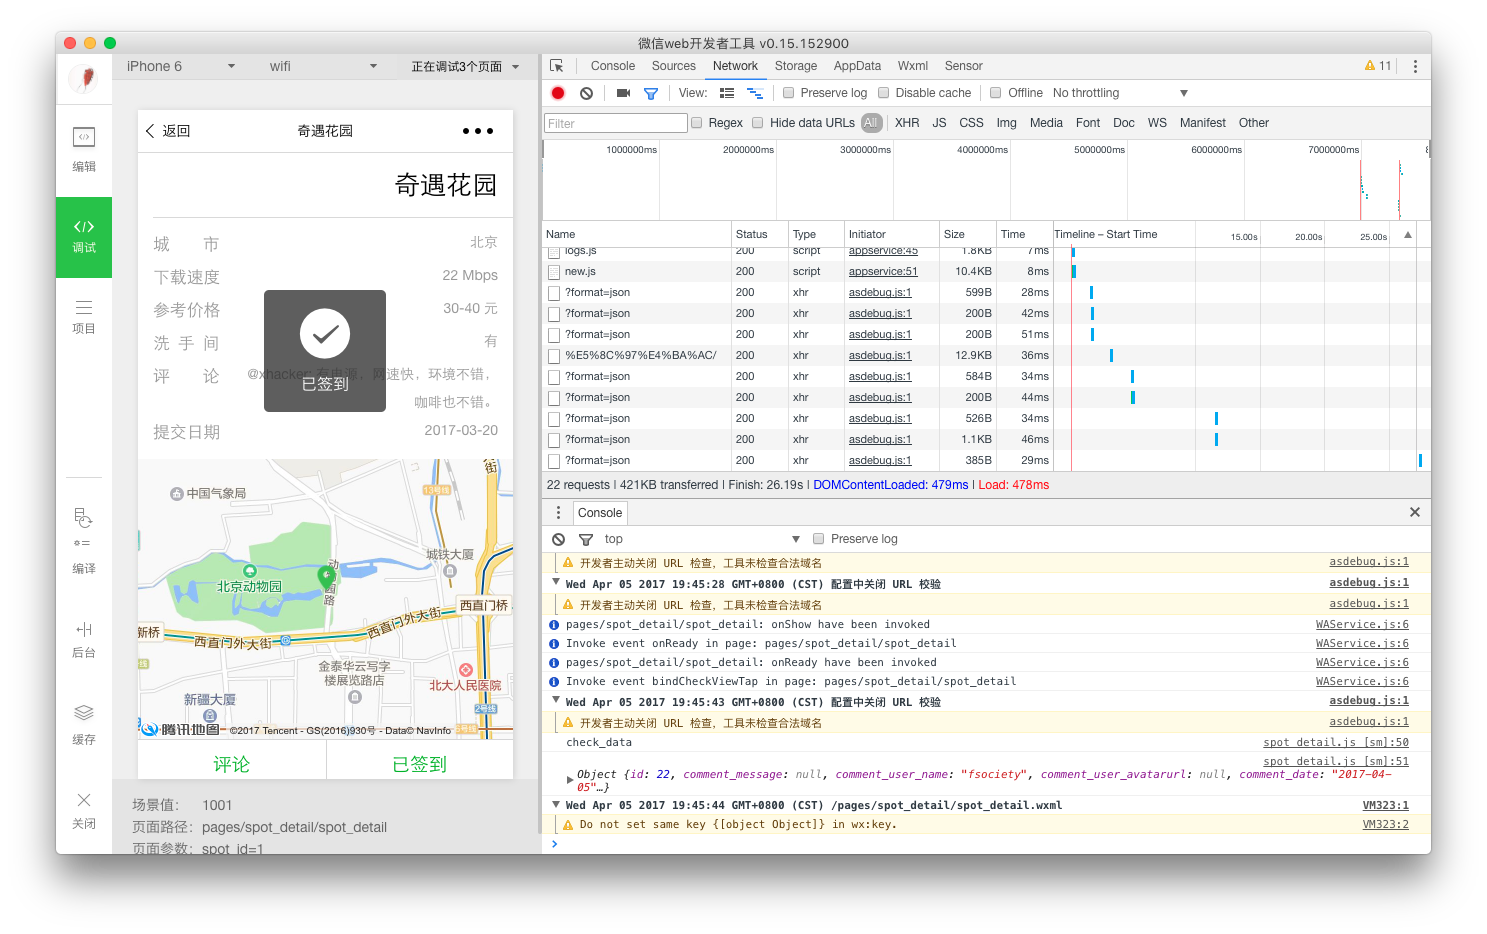 微信web开发者工具 v0.15.152900
iPhone 6
wifi
正在调试3个页面
编辑
调试
项目
编译
后台
缓存
关闭
返回
奇遇花园
奇遇花园
城 市
北京
下载速度
22 Mbps
参考价格
30-40 元
洗 手 间
有
评 论
@xhacker: 有电源，网速快，环境不错，
咖啡也不错。
已签到
提交日期
2017-03-20
中国气象局
大
街
13号线
城铁大厦
北京动物园
动
园
路
西直门桥
新桥
西直门外大街
西直门外大街
金泰华云写字
楼展览路店
北大人民医院
新疆大厦
2号线
腾讯地图
©2017 Tencent - GS(2016)930号 - Data© NavInfo
评论
已签到
场景值: 1001
页面路径: pages/spot_detail/spot_detail
页面参数: spot_id=1
Console Sources Network Storage AppData Wxml Sensor
11
View:
Preserve log
Disable cache
Offline
No throttling
Filter
Regex
Hide data URLs
All XHR JS CSS Img Media Font Doc WS Manifest Other
1000000ms 2000000ms 3000000ms 4000000ms 5000000ms 6000000ms 7000000ms 8
Name Status Type Initiator Size Time Timeline – Start Time 15.00s 20.00s 25.00s
logs.js 200 script appservice:45 1.8KB 7ms
new.js 200 script appservice:51 10.4KB 8ms
?format=json 200 xhr asdebug.js:1 599B 28ms
?format=json 200 xhr asdebug.js:1 200B 42ms
?format=json 200 xhr asdebug.js:1 200B 51ms
%E5%8C%97%E4%BA%AC/ 200 xhr asdebug.js:1 12.9KB 36ms
?format=json 200 xhr asdebug.js:1 584B 34ms
?format=json 200 xhr asdebug.js:1 200B 44ms
?format=json 200 xhr asdebug.js:1 526B 34ms
?format=json 200 xhr asdebug.js:1 1.1KB 46ms
?format=json 200 xhr asdebug.js:1 385B 29ms
22 requests | 421KB transferred | Finish: 26.19s | DOMContentLoaded: 479ms | Load: 478ms
Console
top
Preserve log
开发者主动关闭 URL 检查，工具未检查合法域名 asdebug.js:1
Wed Apr 05 2017 19:45:28 GMT+0800 (CST) 配置中关闭 URL 校验 asdebug.js:1
开发者主动关闭 URL 检查，工具未检查合法域名 asdebug.js:1
pages/spot_detail/spot_detail: onShow have been invoked WAService.js:6
Invoke event onReady in page: pages/spot_detail/spot_detail WAService.js:6
pages/spot_detail/spot_detail: onReady have been invoked WAService.js:6
Invoke event bindCheckViewTap in page: pages/spot_detail/spot_detail WAService.js:6
Wed Apr 05 2017 19:45:43 GMT+0800 (CST) 配置中关闭 URL 校验 asdebug.js:1
开发者主动关闭 URL 检查，工具未检查合法域名 asdebug.js:1
check_data spot_detail.js [sm]:50
spot_detail.js [sm]:51
Object {id: 22, comment_message: null, comment_user_name: "fsociety", comment_user_avatarurl: null, comment_date: "2017-04-
05"…}
Wed Apr 05 2017 19:45:44 GMT+0800 (CST) /pages/spot_detail/spot_detail.wxml VM323:1
Do not set same key {[object Object]} in wx:key. VM323:2